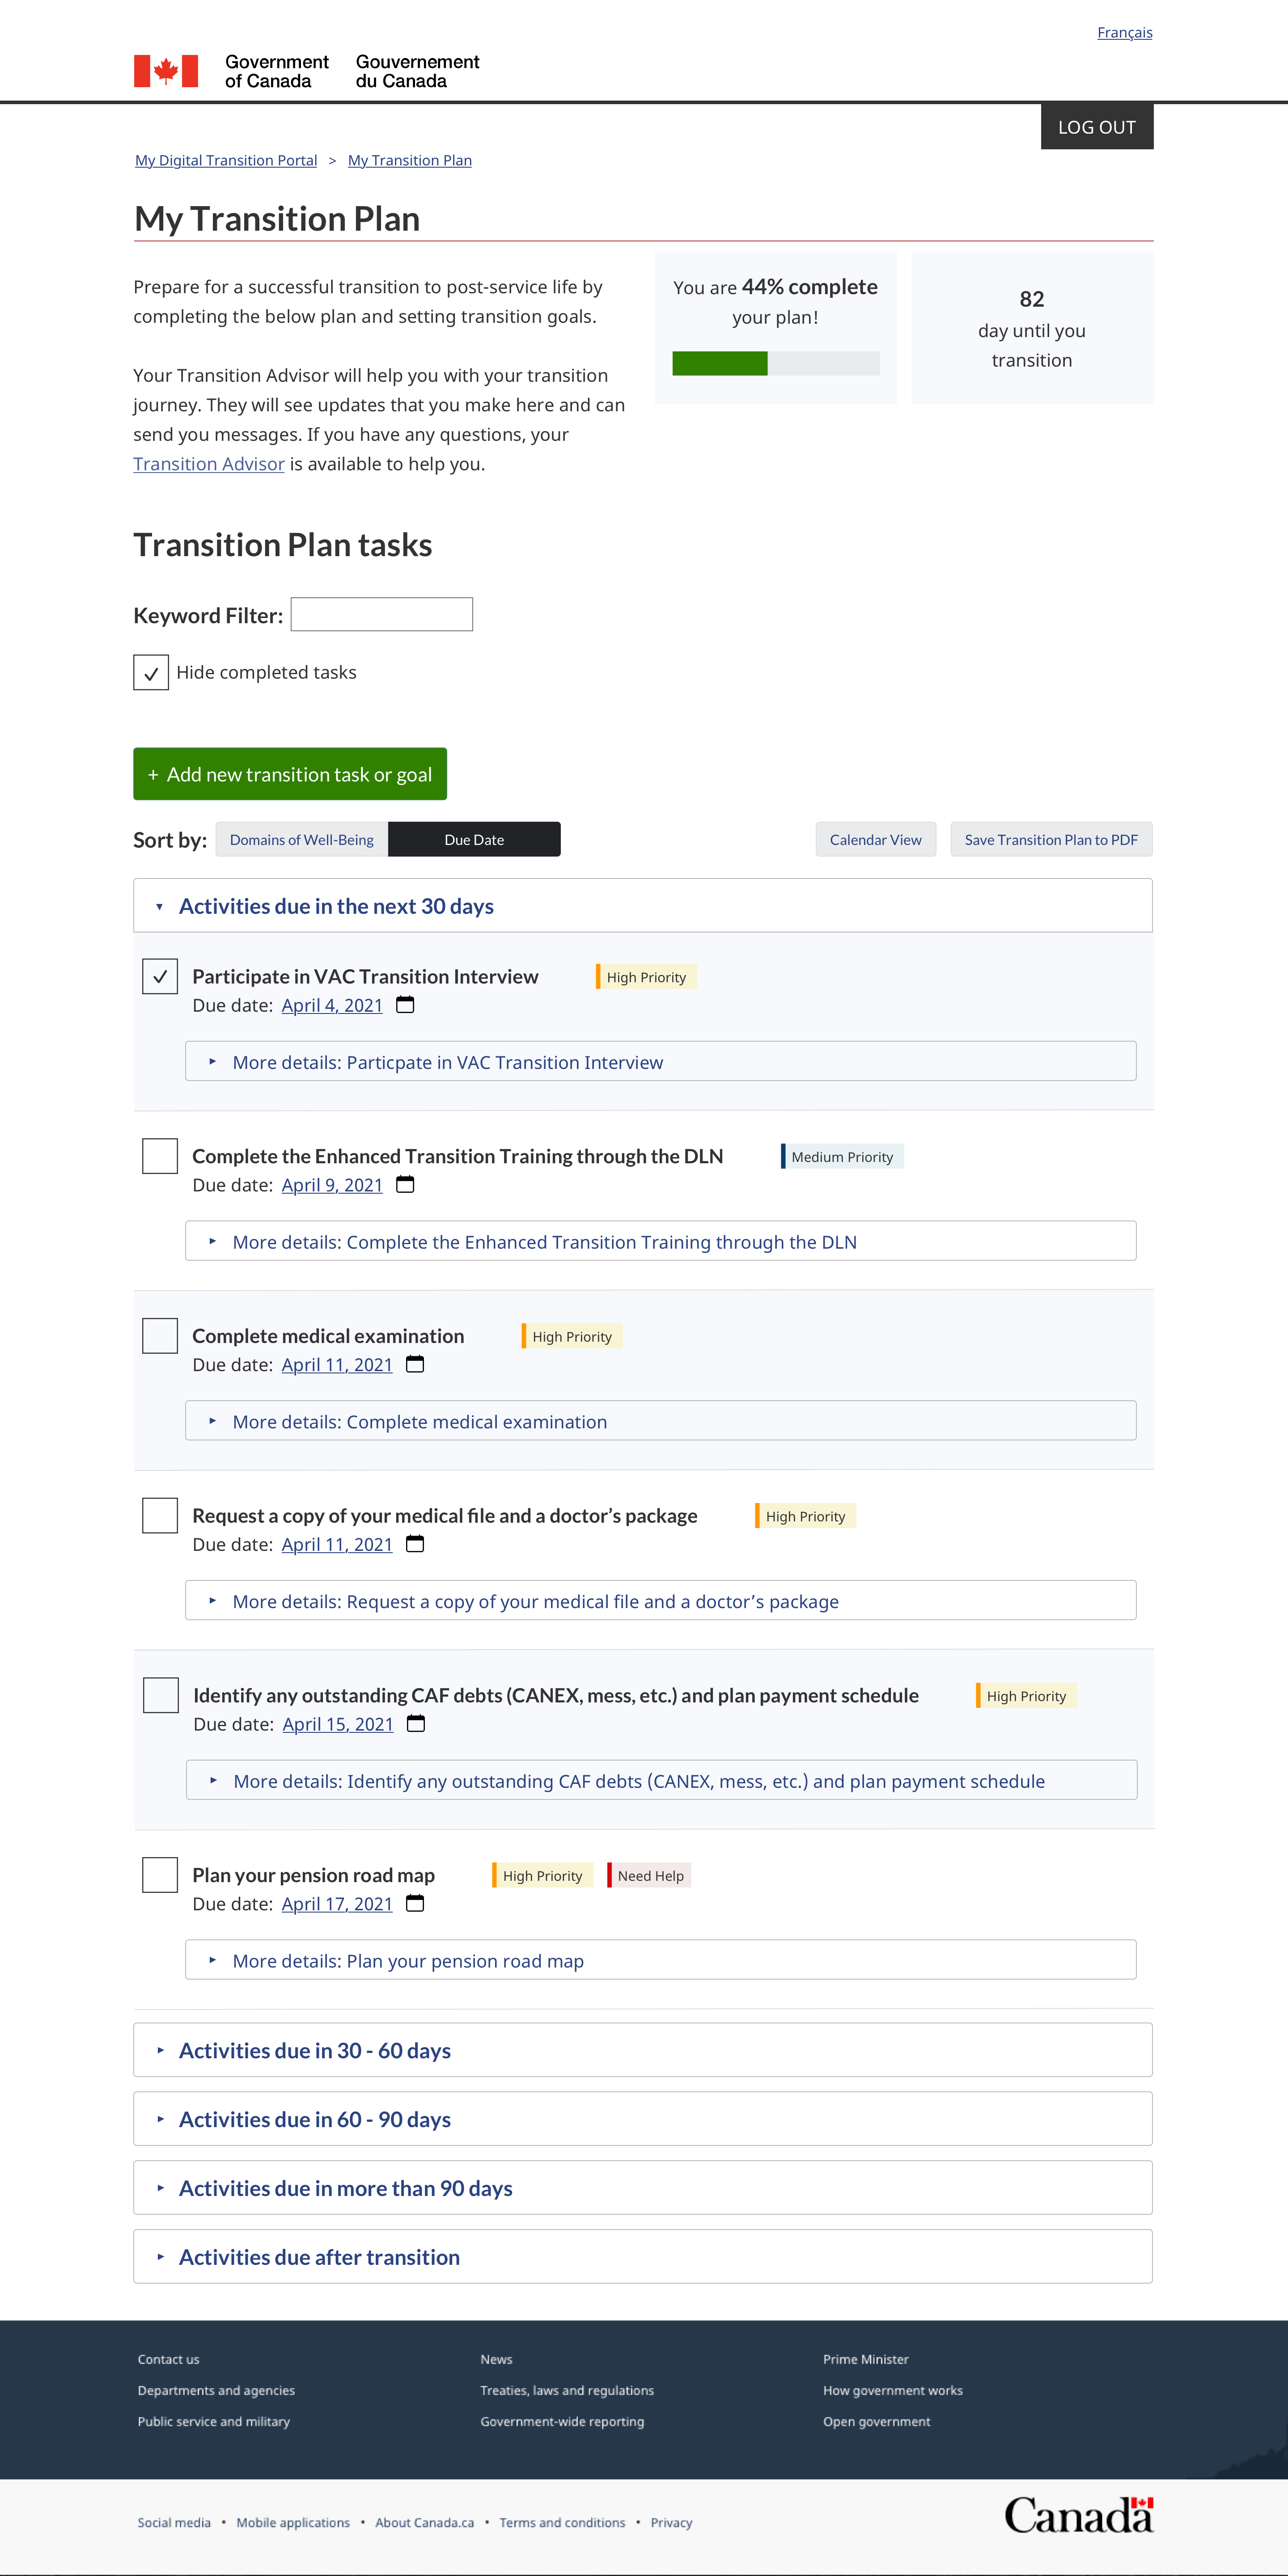 Français
Government of Canada
Gouvernement du Canada
LOG OUT
My Digital Transition Portal > My Transition Plan
My Transition Plan
Prepare for a successful transition to post-service life by
completing the below plan and setting transition goals.
Your Transition Advisor will help you with your transition
journey. They will see updates that you make here and can
send you messages. If you have any questions, your
Transition Advisor is available to help you.
You are 44% complete
your plan!
82
day until you
transition
Transition Plan tasks
Keyword Filter:
Hide completed tasks
+ Add new transition task or goal
Sort by: Domains of Well-Being Due Date Calendar View Save Transition Plan to PDF
Activities due in the next 30 days
Participate in VAC Transition Interview High Priority
Due date: April 4, 2021
More details: Particpate in VAC Transition Interview
Complete the Enhanced Transition Training through the DLN Medium Priority
Due date: April 9, 2021
More details: Complete the Enhanced Transition Training through the DLN
Complete medical examination High Priority
Due date: April 11, 2021
More details: Complete medical examination
Request a copy of your medical file and a doctor’s package High Priority
Due date: April 11, 2021
More details: Request a copy of your medical file and a doctor’s package
Identify any outstanding CAF debts (CANEX, mess, etc.) and plan payment schedule High Priority
Due date: April 15, 2021
More details: Identify any outstanding CAF debts (CANEX, mess, etc.) and plan payment schedule
Plan your pension road map High Priority Need Help
Due date: April 17, 2021
More details: Plan your pension road map
Activities due in 30 - 60 days
Activities due in 60 - 90 days
Activities due in more than 90 days
Activities due after transition
Contact us News Prime Minister
Departments and agencies Treaties, laws and regulations How government works
Public service and military Government-wide reporting Open government
Social media • Mobile applications • About Canada.ca • Terms and conditions • Privacy
Canada